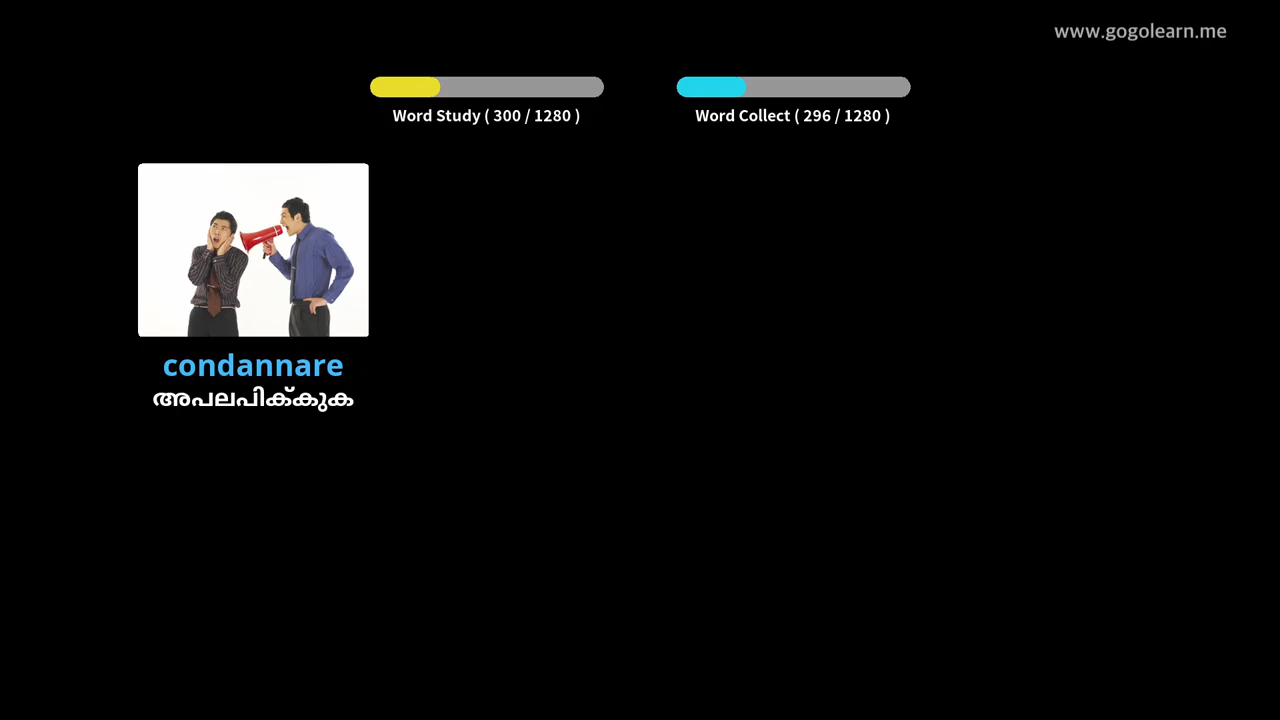 www.gogolearn.me
Word Study ( 300 / 1280 )
Word Collect ( 296 / 1280 )
condannare
അപലപിക്കുക